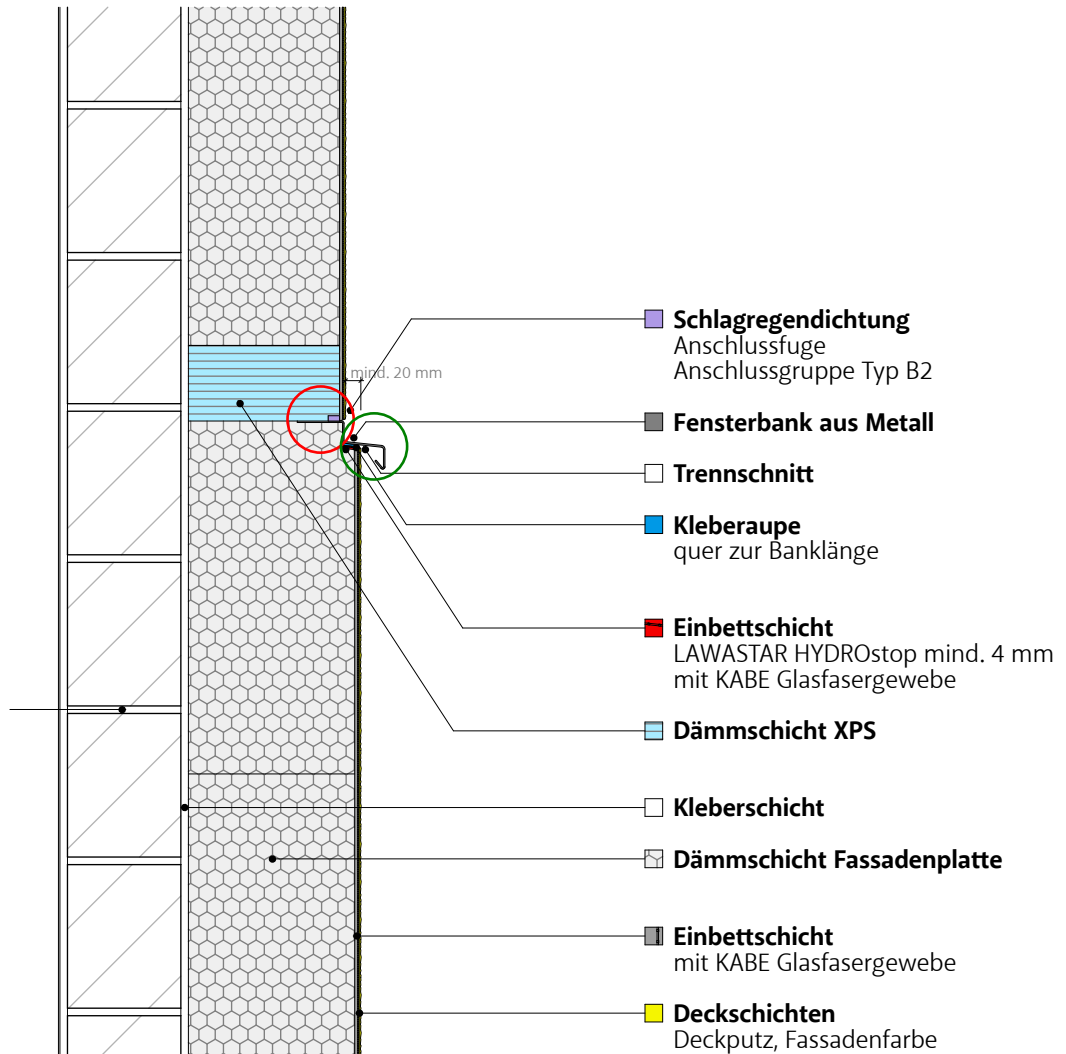 Schlagregendichtung
Anschlussfuge
Anschlussgruppe Typ B2
mind. 20 mm
Fensterbank aus Metall
Trennschnitt
Kleberaupe
quer zur Banklänge
Einbettschicht
LAWASTAR HYDROstop mind. 4 mm
mit KABE Glasfasergewebe
Dämmschicht XPS
Kleberschicht
Dämmschicht Fassadenplatte
Einbettschicht
mit KABE Glasfasergewebe
Deckschichten
Deckputz, Fassadenfarbe